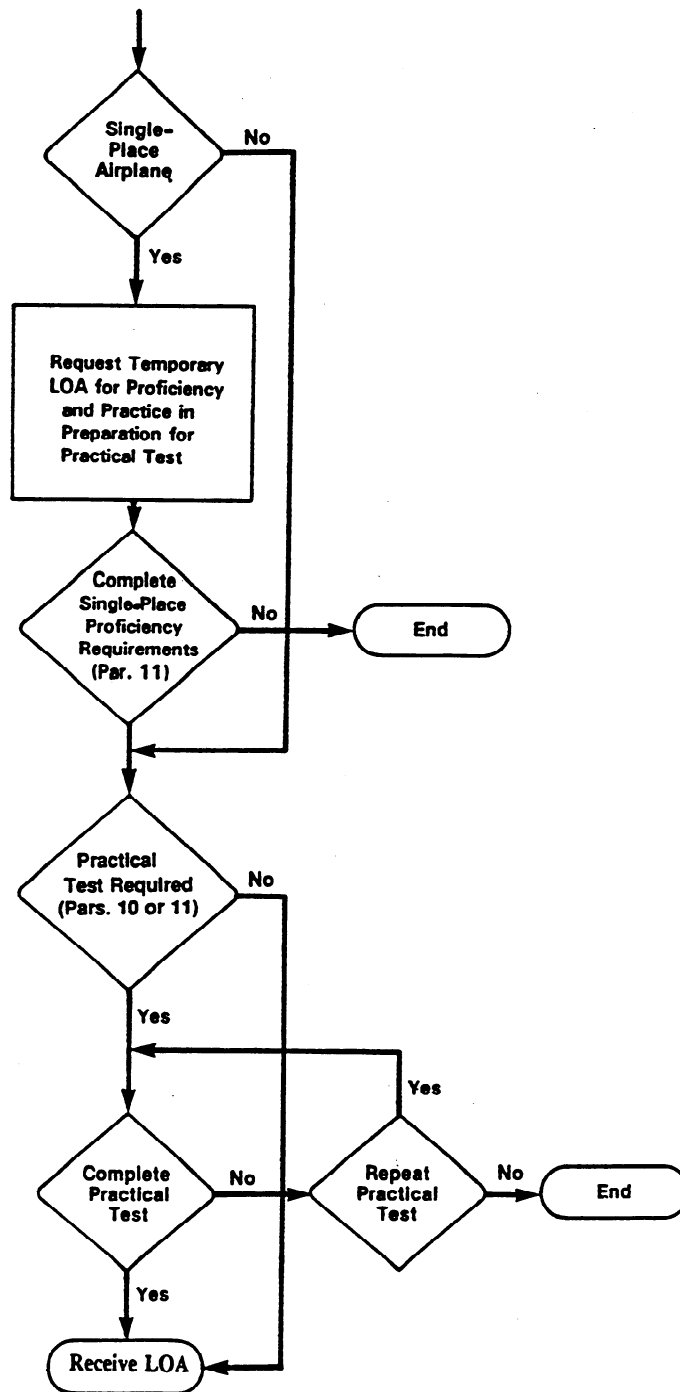 Single-
Place
Airplane
No
Yes
Request Temporary
LOA for Proficiency
and Practice in
Preparation for
Practical Test
Complete
Single-Place
Proficiency
Requirements
(Par. 11)
No
End
Practical
Test Required
(Pars. 10 or 11)
No
Yes
Yes
Complete
Practical
Test
No
Repeat
Practical
Test
No
End
Yes
Receive LOA